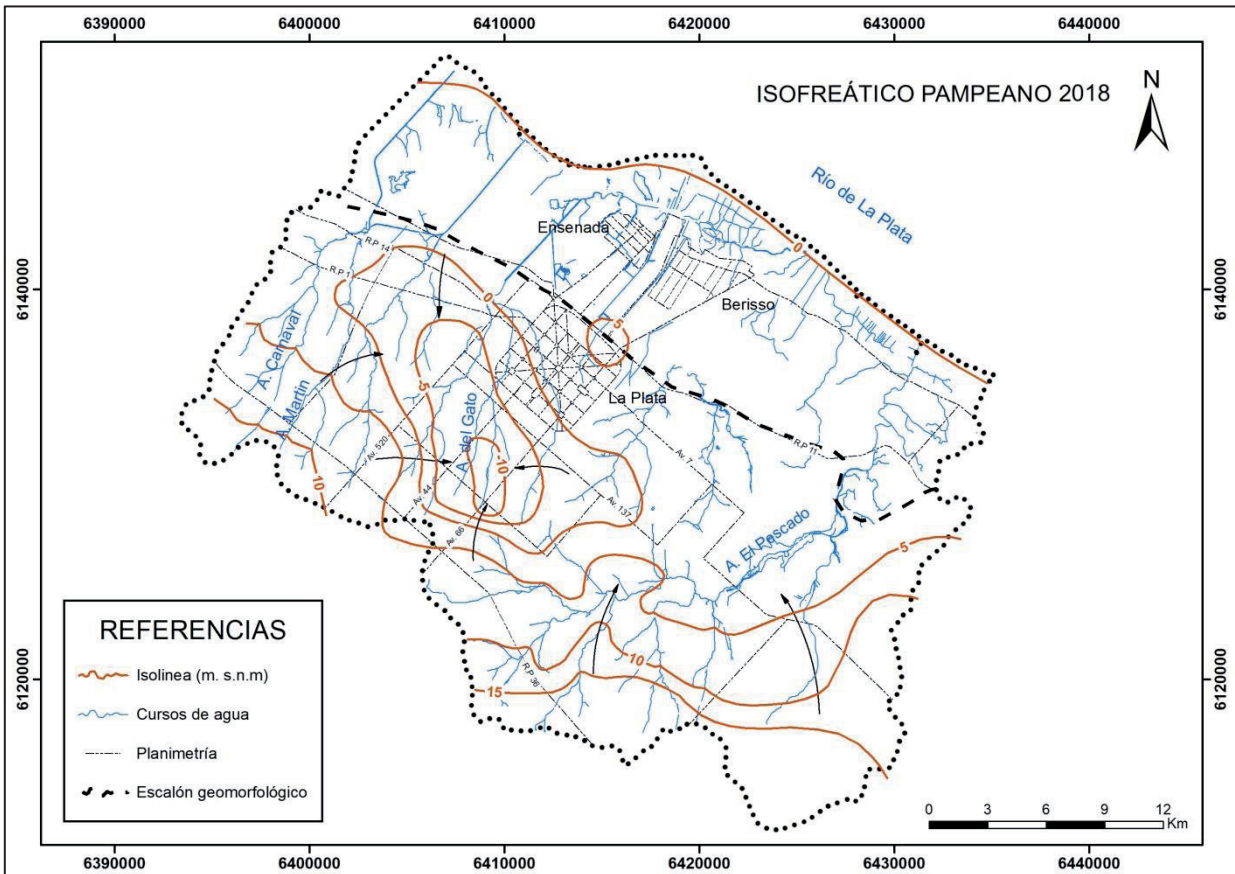 6390000 6400000 6410000 6420000 6430000 6440000
ISOFREÁTICO PAMPEANO 2018
N
Río de La Plata
0
Ensenada
R.P 14
R.P 1
0
6140000
6140000
Berisso
5
A. Carnaval
A. Martin
-5
La Plata
A. del Gato
Av. 520
R.P 11
-10
Av. 7
10
Av. 44
Av. 137
Av. 66
A. El Pescado
5
REFERENCIAS
Isolinea (m. s.n.m)
Cursos de agua
Planimetría
Escalón geomorfológico
10
R.P 36
15
6120000
6120000
0 3 6 9 12
Km
6390000 6400000 6410000 6420000 6430000 6440000